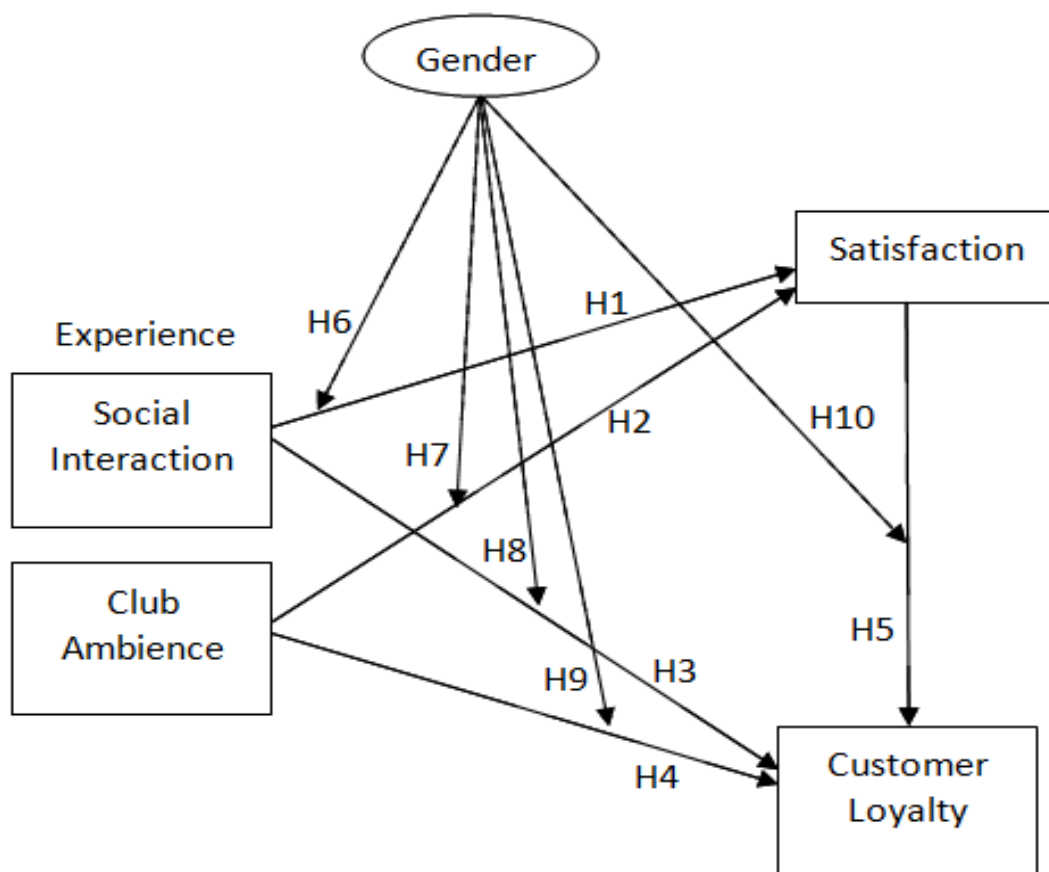 Gender
Satisfaction
H1
H6
Experience
Social
Interaction
H2
H10
H7
H8
Club
Ambience
H5
H3
H9
H4
Customer
Loyalty